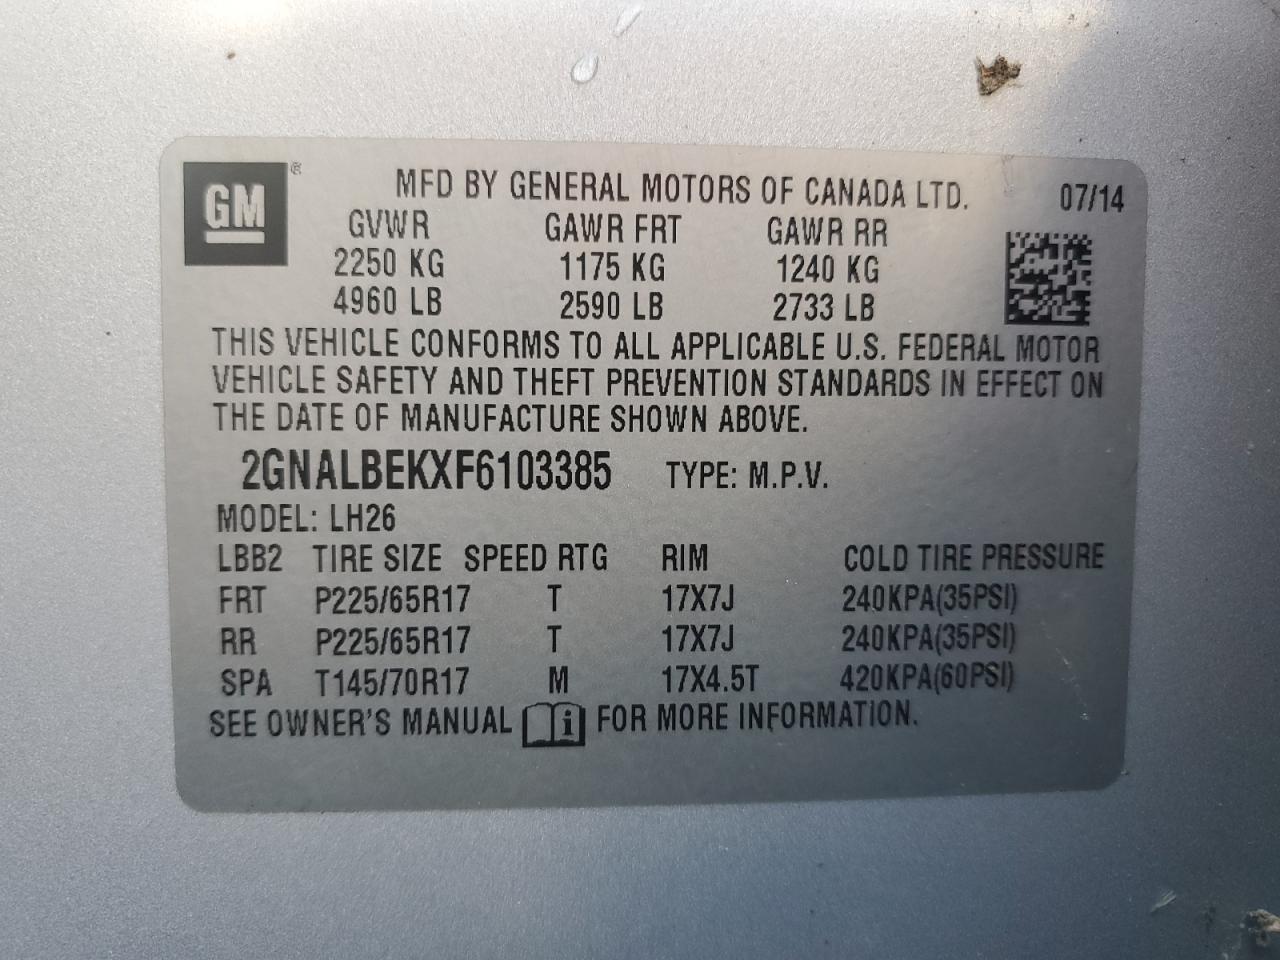 GM ® MFD BY GENERAL MOTORS OF CANADA LTD. 07/14
GVWR GAWR FRT GAWR RR
2250 KG 1175 KG 1240 KG
4960 LB 2590 LB 2733 LB
THIS VEHICLE CONFORMS TO ALL APPLICABLE U.S. FEDERAL MOTOR
VEHICLE SAFETY AND THEFT PREVENTION STANDARDS IN EFFECT ON
THE DATE OF MANUFACTURE SHOWN ABOVE.
2GNALBEKXF6103385 TYPE: M.P.V.
MODEL: LH26
LBB2 TIRE SIZE SPEED RTG RIM COLD TIRE PRESSURE
FRT P225/65R17 T 17X7J 240KPA(35PSI)
RR P225/65R17 T 17X7J 240KPA(35PSI)
SPA T145/70R17 M 17X4.5T 420KPA(60PSI)
SEE OWNER'S MANUAL i FOR MORE INFORMATION.